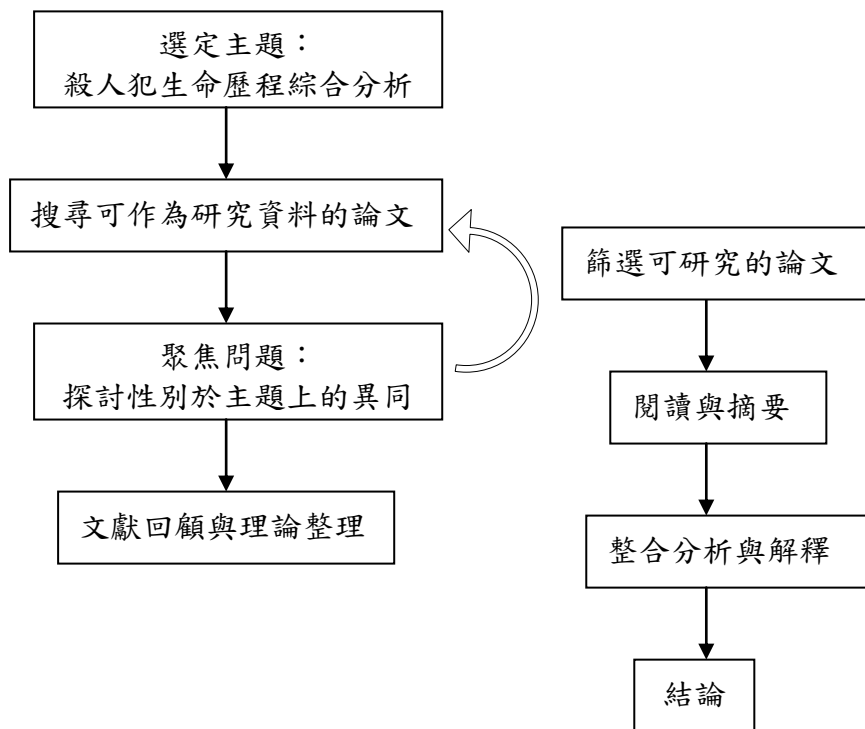 選定主題：
殺人犯生命歷程綜合分析
搜尋可作為研究資料的論文
聚焦問題：
探討性別於主題上的異同
文獻回顧與理論整理
篩選可研究的論文
閱讀與摘要
整合分析與解釋
結論